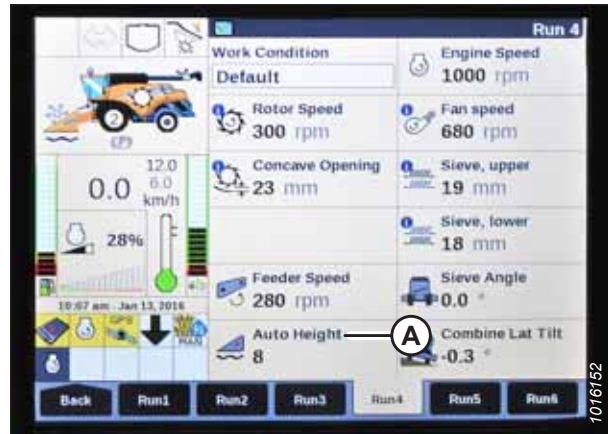 Run 4
Work Condition
Default
Engine Speed
1000 rpm
Rotor Speed
300 rpm
Fan speed
680 rpm
Concave Opening
23 mm
Sieve, upper
19 mm
Sieve, lower
18 mm
Feeder Speed
280 rpm
Sieve Angle
0.0 °
Auto Height
8
A
Combine Lat Tilt
-0.3 °
2
(P)
12.0
0.0 6.0
km/h
28%
10:07 am Jan 13, 2016
GPS
MAX
Back Run1 Run2 Run3 Run4 Run5 Run6
1016152